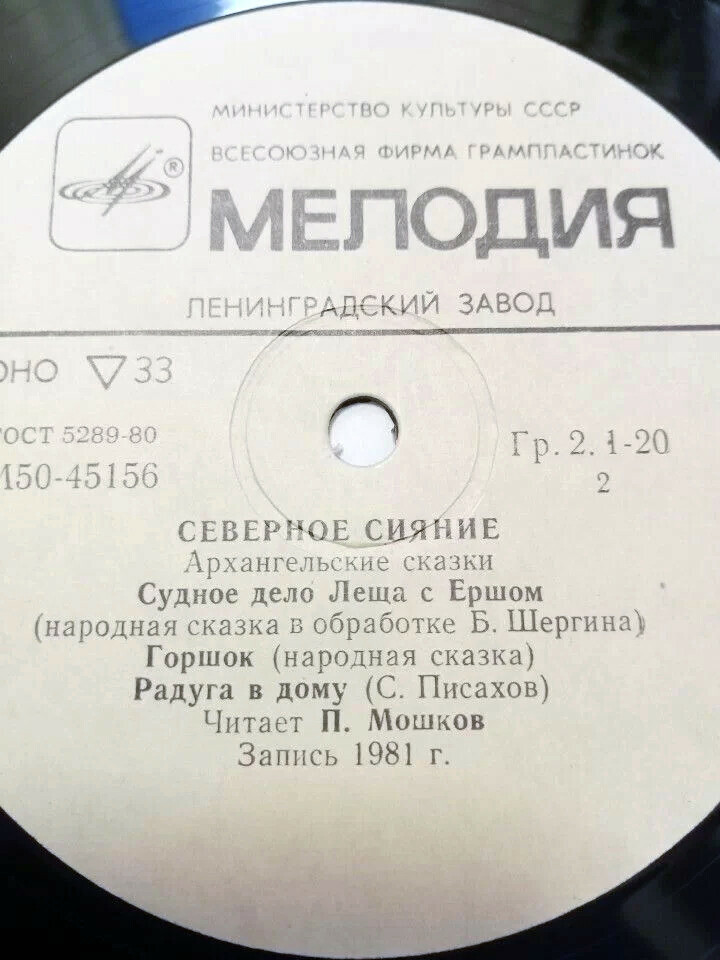 МИНИСТЕРСТВО КУЛЬТУРЫ СССР
ВСЕСОЮЗНАЯ ФИРМА ГРАМПЛАСТИНОК
®
МЕЛОДИЯ
ЛЕНИНГРАДСКИЙ ЗАВОД
ОНО ▽33
ГОСТ 5289-80
М50-45156
Гр. 2. 1-20
2
СЕВЕРНОЕ СИЯНИЕ
Архангельские сказки
Судное дело Леща с Ершом
(народная сказка в обработке Б. Шергина)
Горшок (народная сказка)
Радуга в дому (С. Писахов)
Читает П. Мошков
Запись 1981 г.